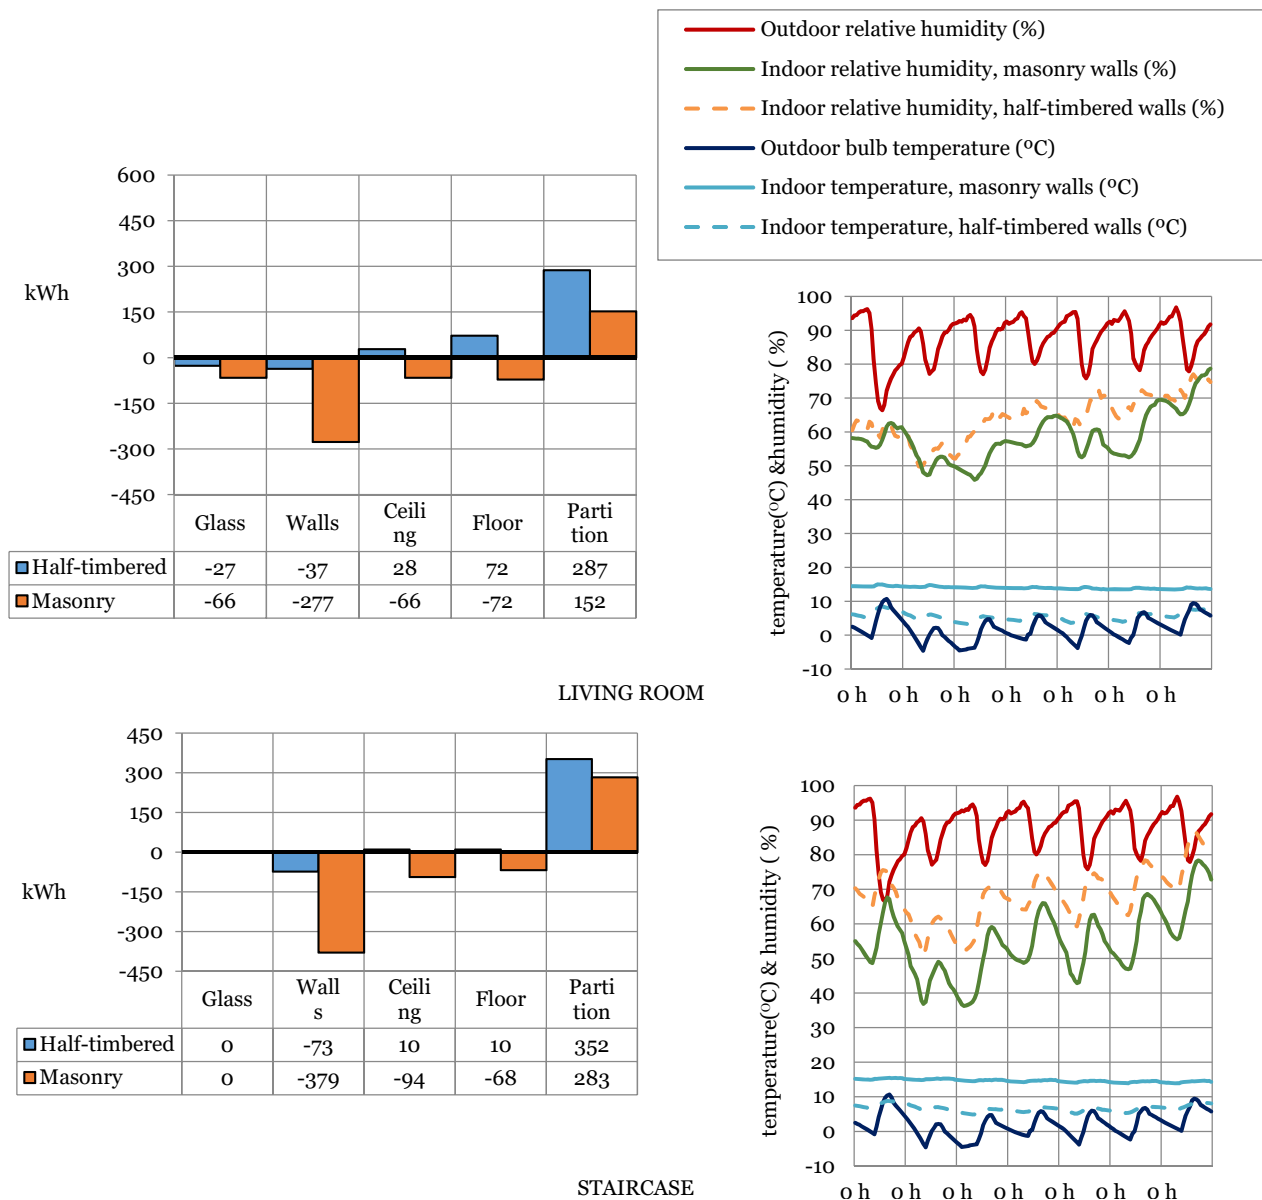 Outdoor relative humidity (%)
Indoor relative humidity, masonry walls (%)
Indoor relative humidity, half-timbered walls (%)
Outdoor bulb temperature (ºC)
Indoor temperature, masonry walls (ºC)
Indoor temperature, half-timbered walls (ºC)
600
450
300
150
0
-150
-300
-450
kWh
Glass Walls Ceili Floor Parti
ng tion
Half-timbered -27 -37 28 72 287
Masonry -66 -277 -66 -72 152
100
90
80
70
60
50
40
30
20
10
0
-10
temperature(ºC) &humidity ( %)
0 h 0 h 0 h 0 h 0 h 0 h 0 h
LIVING ROOM
450
300
150
0
-150
-300
-450
kWh
Glass Wall Ceili Floor Parti
s ng tion
Half-timbered 0 -73 10 10 352
Masonry 0 -379 -94 -68 283
100
90
80
70
60
50
40
30
20
10
0
-10
temperature(ºC) & humidity ( %)
0 h 0 h 0 h 0 h 0 h 0 h 0 h
STAIRCASE